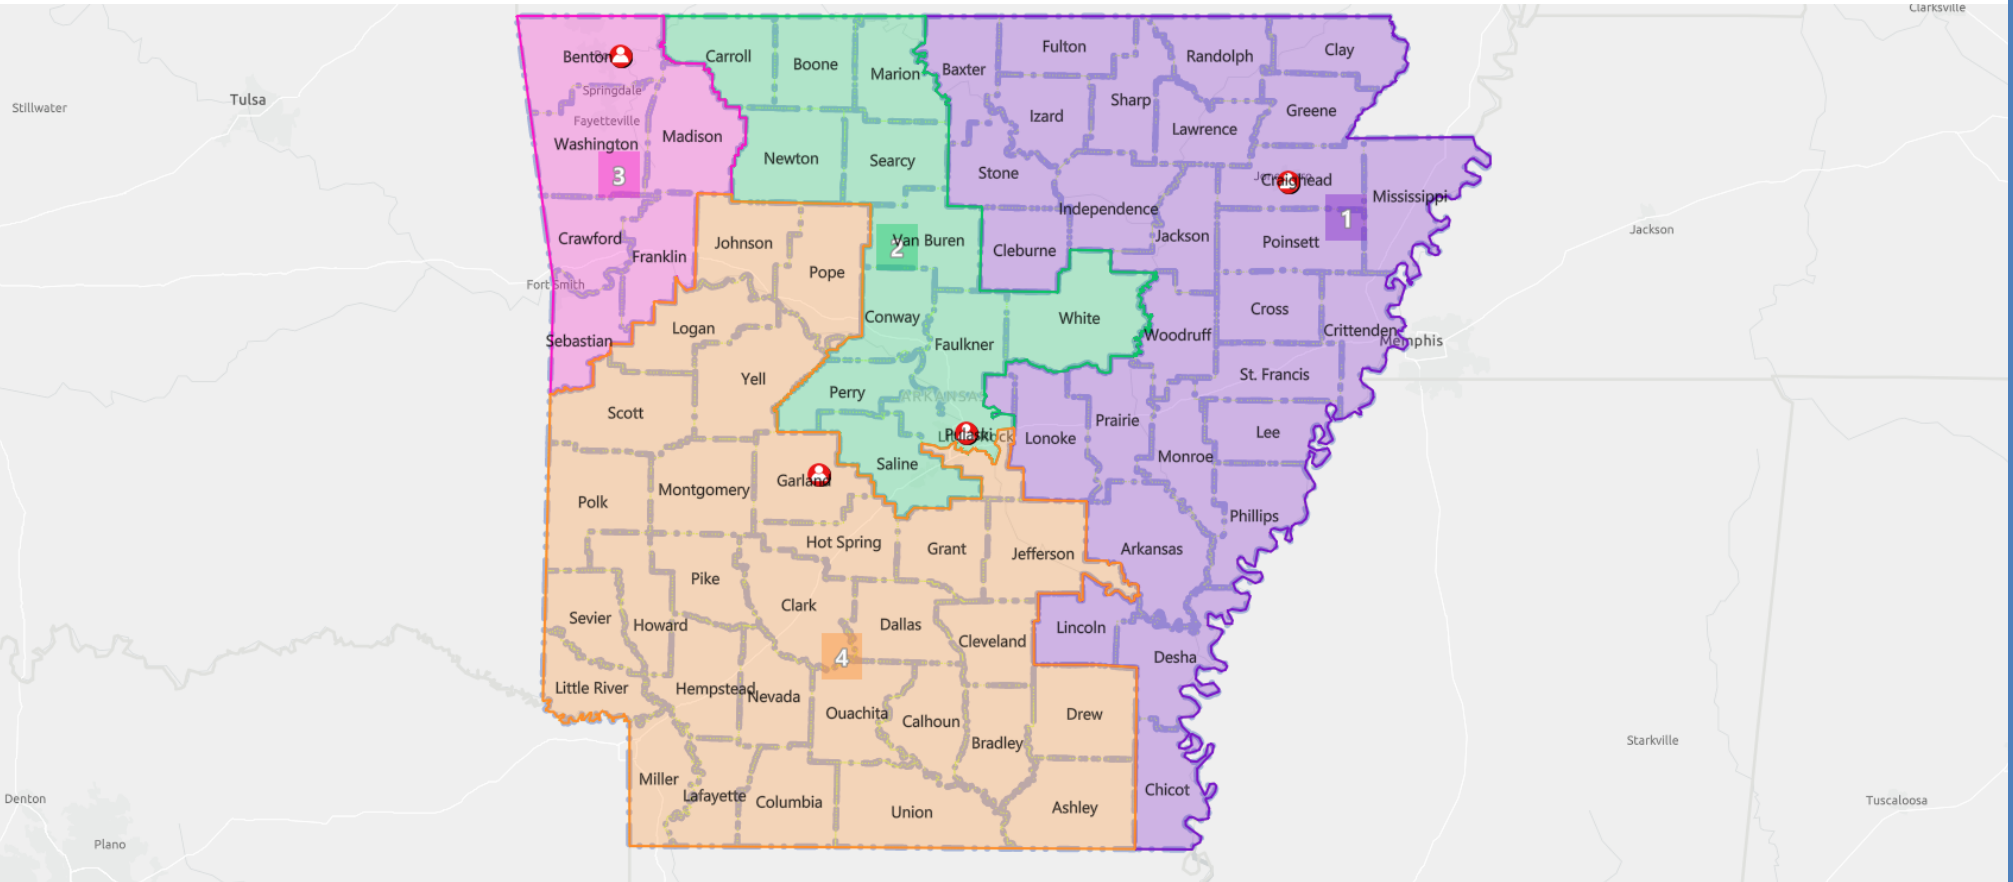 Clarksville
Stillwater
Tulsa
Benton
Springdale
Fayetteville
Washington
Madison
3
Crawford
Franklin
Fort Smith
Sebastian
Carroll
Boone
Marion
Newton
Searcy
2
Van Buren
Conway
Faulkner
White
Perry
ARKANSAS
Pulaski
Saline
Baxter
Fulton
Randolph
Clay
Izard
Sharp
Lawrence
Greene
Stone
Craighead
1
Mississippi
Independence
Jackson
Poinsett
Cleburne
Cross
Crittenden
Woodruff
St. Francis
Prairie
Lonoke
Lee
Monroe
Phillips
Arkansas
Lincoln
Desha
Chicot
Johnson
Pope
Logan
Yell
Scott
Polk
Montgomery
Garland
Hot Spring
Grant
Jefferson
Pike
Clark
Sevier
Howard
Dallas
Cleveland
4
Little River
Hempstead
Nevada
Ouachita
Calhoun
Bradley
Drew
Miller
Lafayette
Columbia
Union
Ashley
Jackson
Memphis
Starkville
Tuscaloosa
Denton
Plano